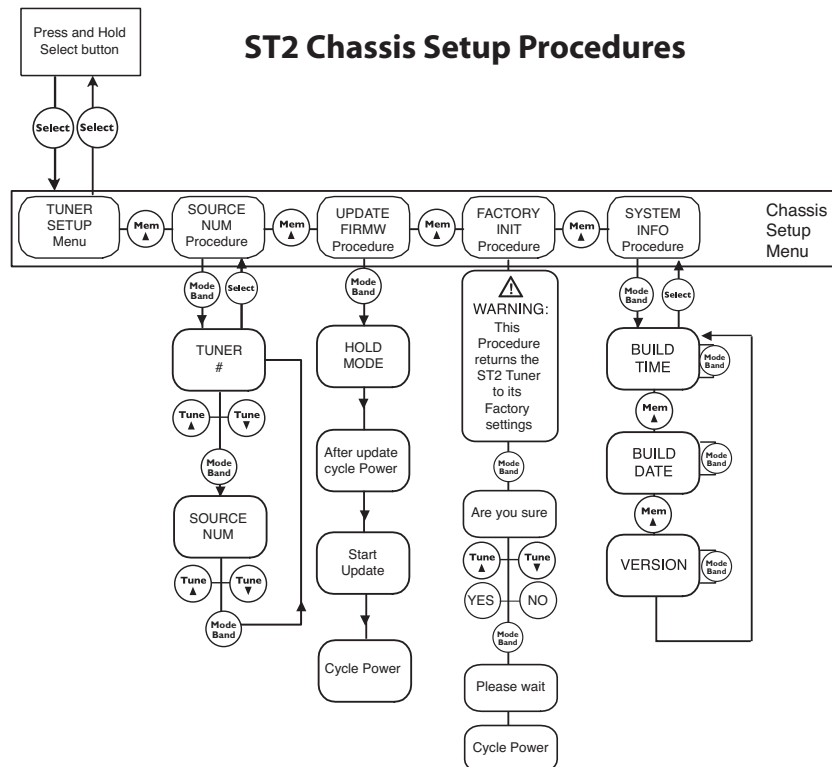 ST2 Chassis Setup Procedures
Press and Hold
Select button
Select
Select
TUNER
SETUP
Menu
Mem
SOURCE
NUM
Procedure
Mem
UPDATE
FIRMW
Procedure
Mem
FACTORY
INIT
Procedure
Mem
SYSTEM
INFO
Procedure
Chassis
Setup
Menu
Mode
Band
Select
TUNER
#
Tune
Tune
Mode
Band
SOURCE
NUM
Tune
Tune
Mode
Band
Mode
Band
HOLD
MODE
After update
cycle Power
Start
Update
Cycle Power
WARNING:
This
Procedure
returns the
ST2 Tuner
to its
Factory
settings
Mode
Band
Are you sure
Tune
Tune
YES
NO
Mode
Band
Please wait
Cycle Power
Mode
Band
Select
BUILD
TIME
Mode
Band
Mem
BUILD
DATE
Mode
Band
Mem
VERSION
Mode
Band